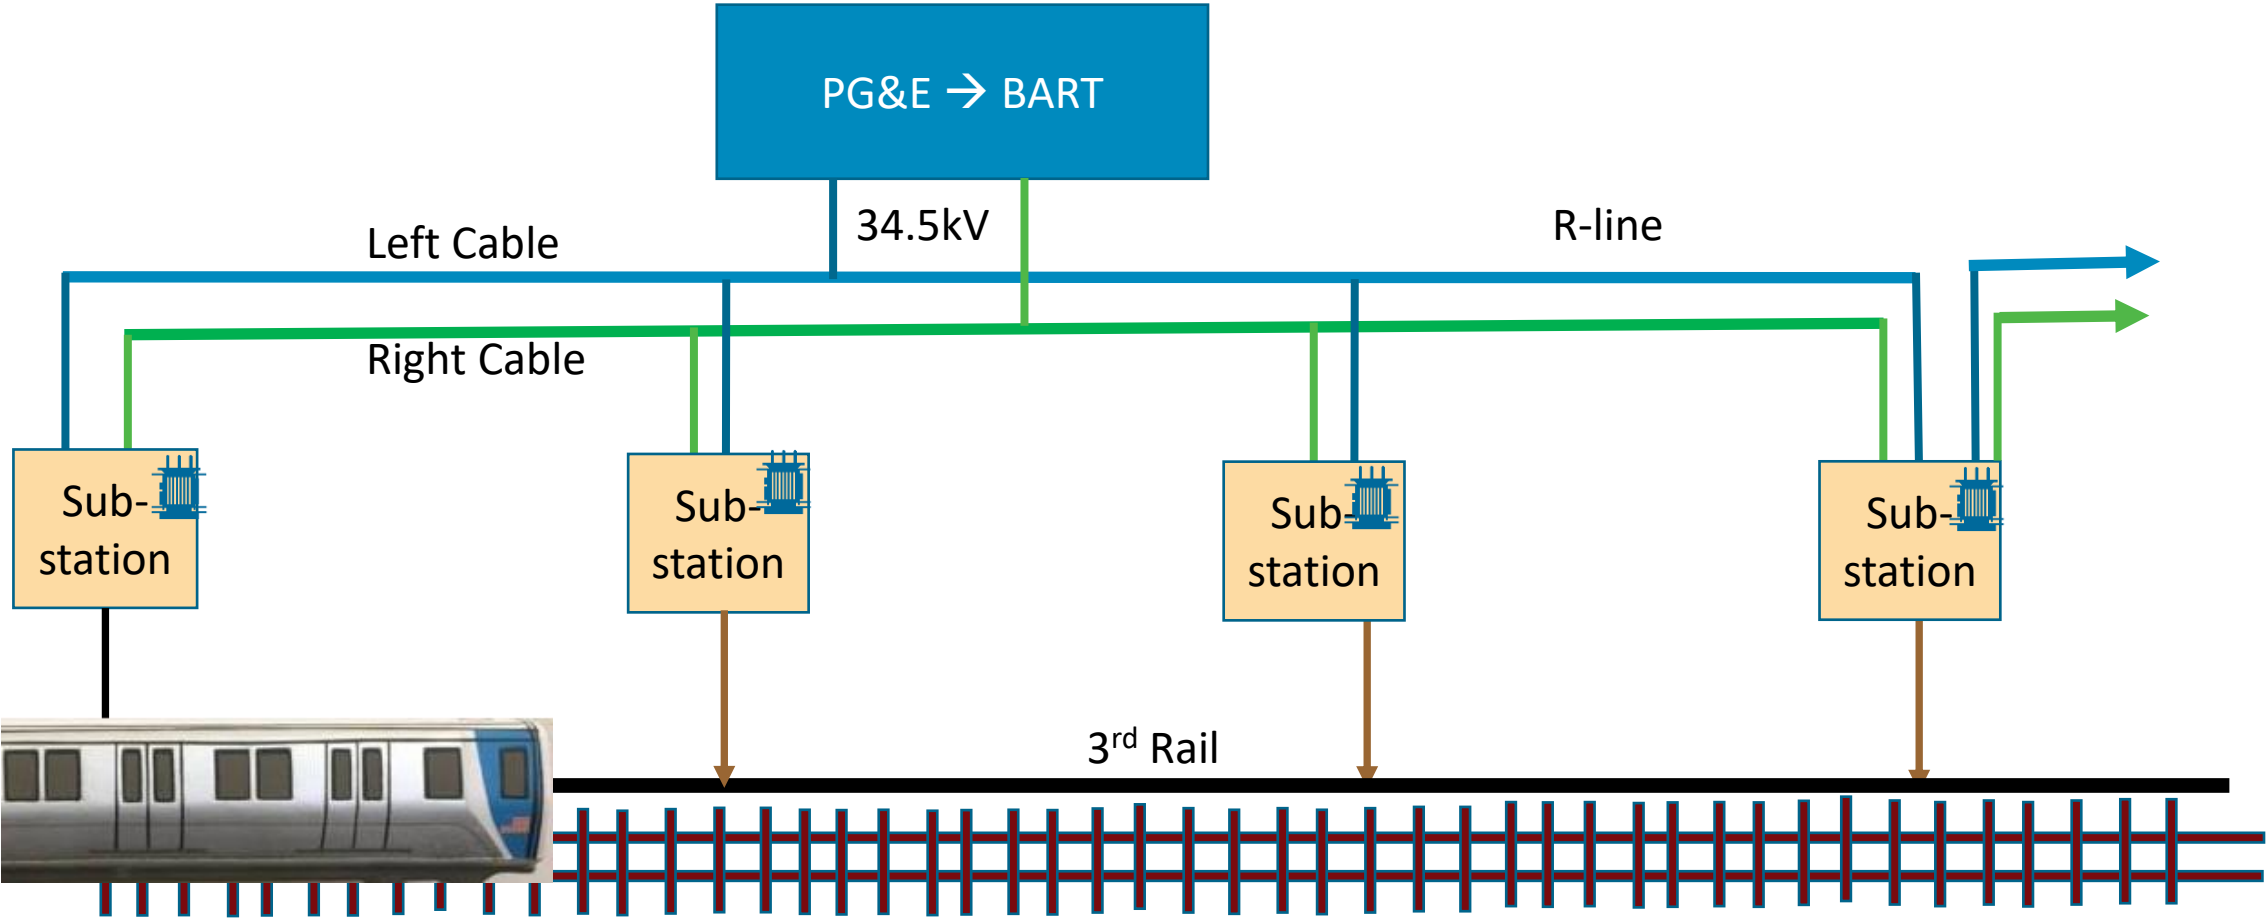 PG&E → BART
34.5kV
R-line
Left Cable
Right Cable
Sub-
station
Sub-
station
Sub-
station
Sub-
station
3rd Rail